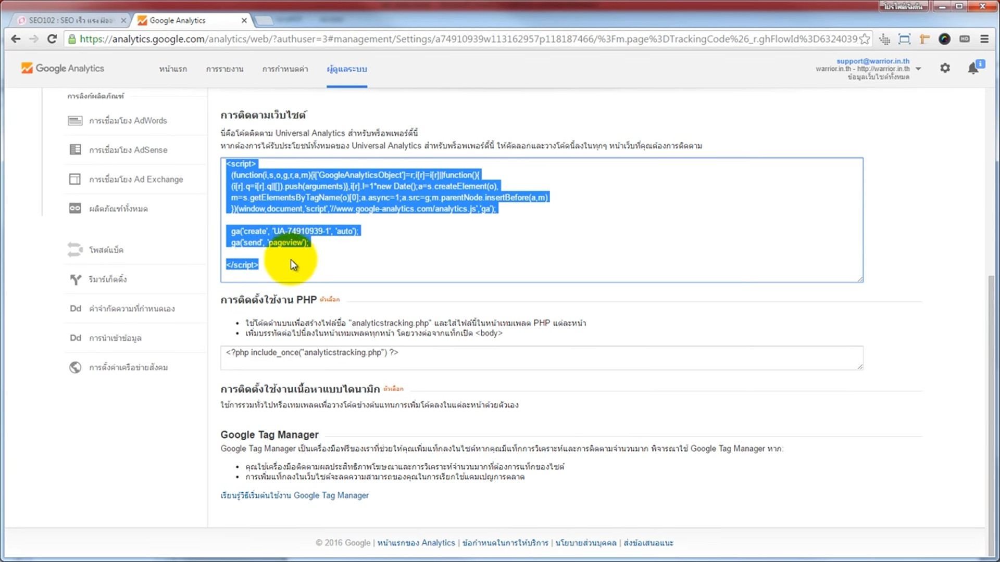 โปรไฟล์เริ่มต้น
SEO102 : SEO เร็ว แรง
Google Analytics
https://analytics.google.com/analytics/web/?authuser=3#management/Settings/a74910939w113162957p118187466/%3Fm.page%3DTrackingCode%26_r.ghFlowId%3D6324039
HD
Google Analytics
หน้าแรก
การรายงาน
การกำหนดค่า
ผู้ดูแลระบบ
support@warrior.in.th
warrior.in.th - http://warrior.in.th
ข้อมูลเว็บไซต์ทั้งหมด
การลิงก์ผลิตภัณฑ์
การเชื่อมโยง AdWords
การเชื่อมโยง AdSense
การเชื่อมโยง Ad Exchange
ผลิตภัณฑ์ทั้งหมด
โพสต์แบ็ค
รีมาร์เก็ตติ้ง
Dd คำจำกัดความที่กำหนดเอง
Dd การนำเข้าข้อมูล
การตั้งค่าเครือข่ายสังคม
การติดตามเว็บไซต์
นี่คือโค้ดติดตาม Universal Analytics สำหรับพร็อพเพอร์ตี้นี้
หากต้องการได้รับประโยชน์ทั้งหมดของ Universal Analytics สำหรับพร็อพเพอร์ตี้นี้ ให้คัดลอกและวางโค้ดนี้ลงในทุกๆ หน้าเว็บที่คุณต้องการติดตาม
<script>
(function(i,s,o,g,r,a,m){i['GoogleAnalyticsObject']=r;i[r]=i[r]||function(){
(i[r].q=i[r].q||[]).push(arguments)},i[r].l=1*new Date();a=s.createElement(o),
m=s.getElementsByTagName(o)[0];a.async=1;a.src=g;m.parentNode.insertBefore(a,m)
})(window,document,'script','//www.google-analytics.com/analytics.js','ga');
ga('create', 'UA-74910939-1', 'auto');
ga('send', 'pageview');
</script>
การติดตั้งใช้งาน PHP ตัวเลือก
• ใช้โค้ดด้านบนเพื่อสร้างไฟล์ชื่อ "analyticstracking.php" และใส่ไฟล์นี้ในหน้าเทมเพลต PHP แต่ละหน้า
• เพิ่มบรรทัดต่อไปนี้ลงในหน้าเทมเพลตทุกหน้า โดยวางต่อจากแท็กเปิด <body>
<?php include_once("analyticstracking.php") ?>
การติดตั้งใช้งานเนื้อหาแบบไดนามิก ตัวเลือก
ใช้การรวมทั่วไปหรือเทมเพลตเพื่อวางโค้ดข้างต้นแทนการเพิ่มโค้ดลงในแต่ละหน้าด้วยตัวเอง
Google Tag Manager
Google Tag Manager เป็นเครื่องมือฟรีของเราที่ช่วยให้คุณเพิ่มแท็กลงในไซต์หากคุณมีแท็กการวิเคราะห์และการติดตามจำนวนมาก พิจารณาใช้ Google Tag Manager หาก:
• คุณใช้เครื่องมือติดตามผลประสิทธิภาพโฆษณาและการวิเคราะห์จำนวนมากที่ต้องการแท็กของไซต์
• การเพิ่มแท็กลงในเว็บไซต์จะลดความสามารถของคุณในการเรียกใช้แคมเปญการตลาด
เรียนรู้วิธีเริ่มต้นใช้งาน Google Tag Manager
© 2016 Google | หน้าแรกของ Analytics | ข้อกำหนดในการให้บริการ | นโยบายส่วนบุคคล | ส่งข้อเสนอแนะ